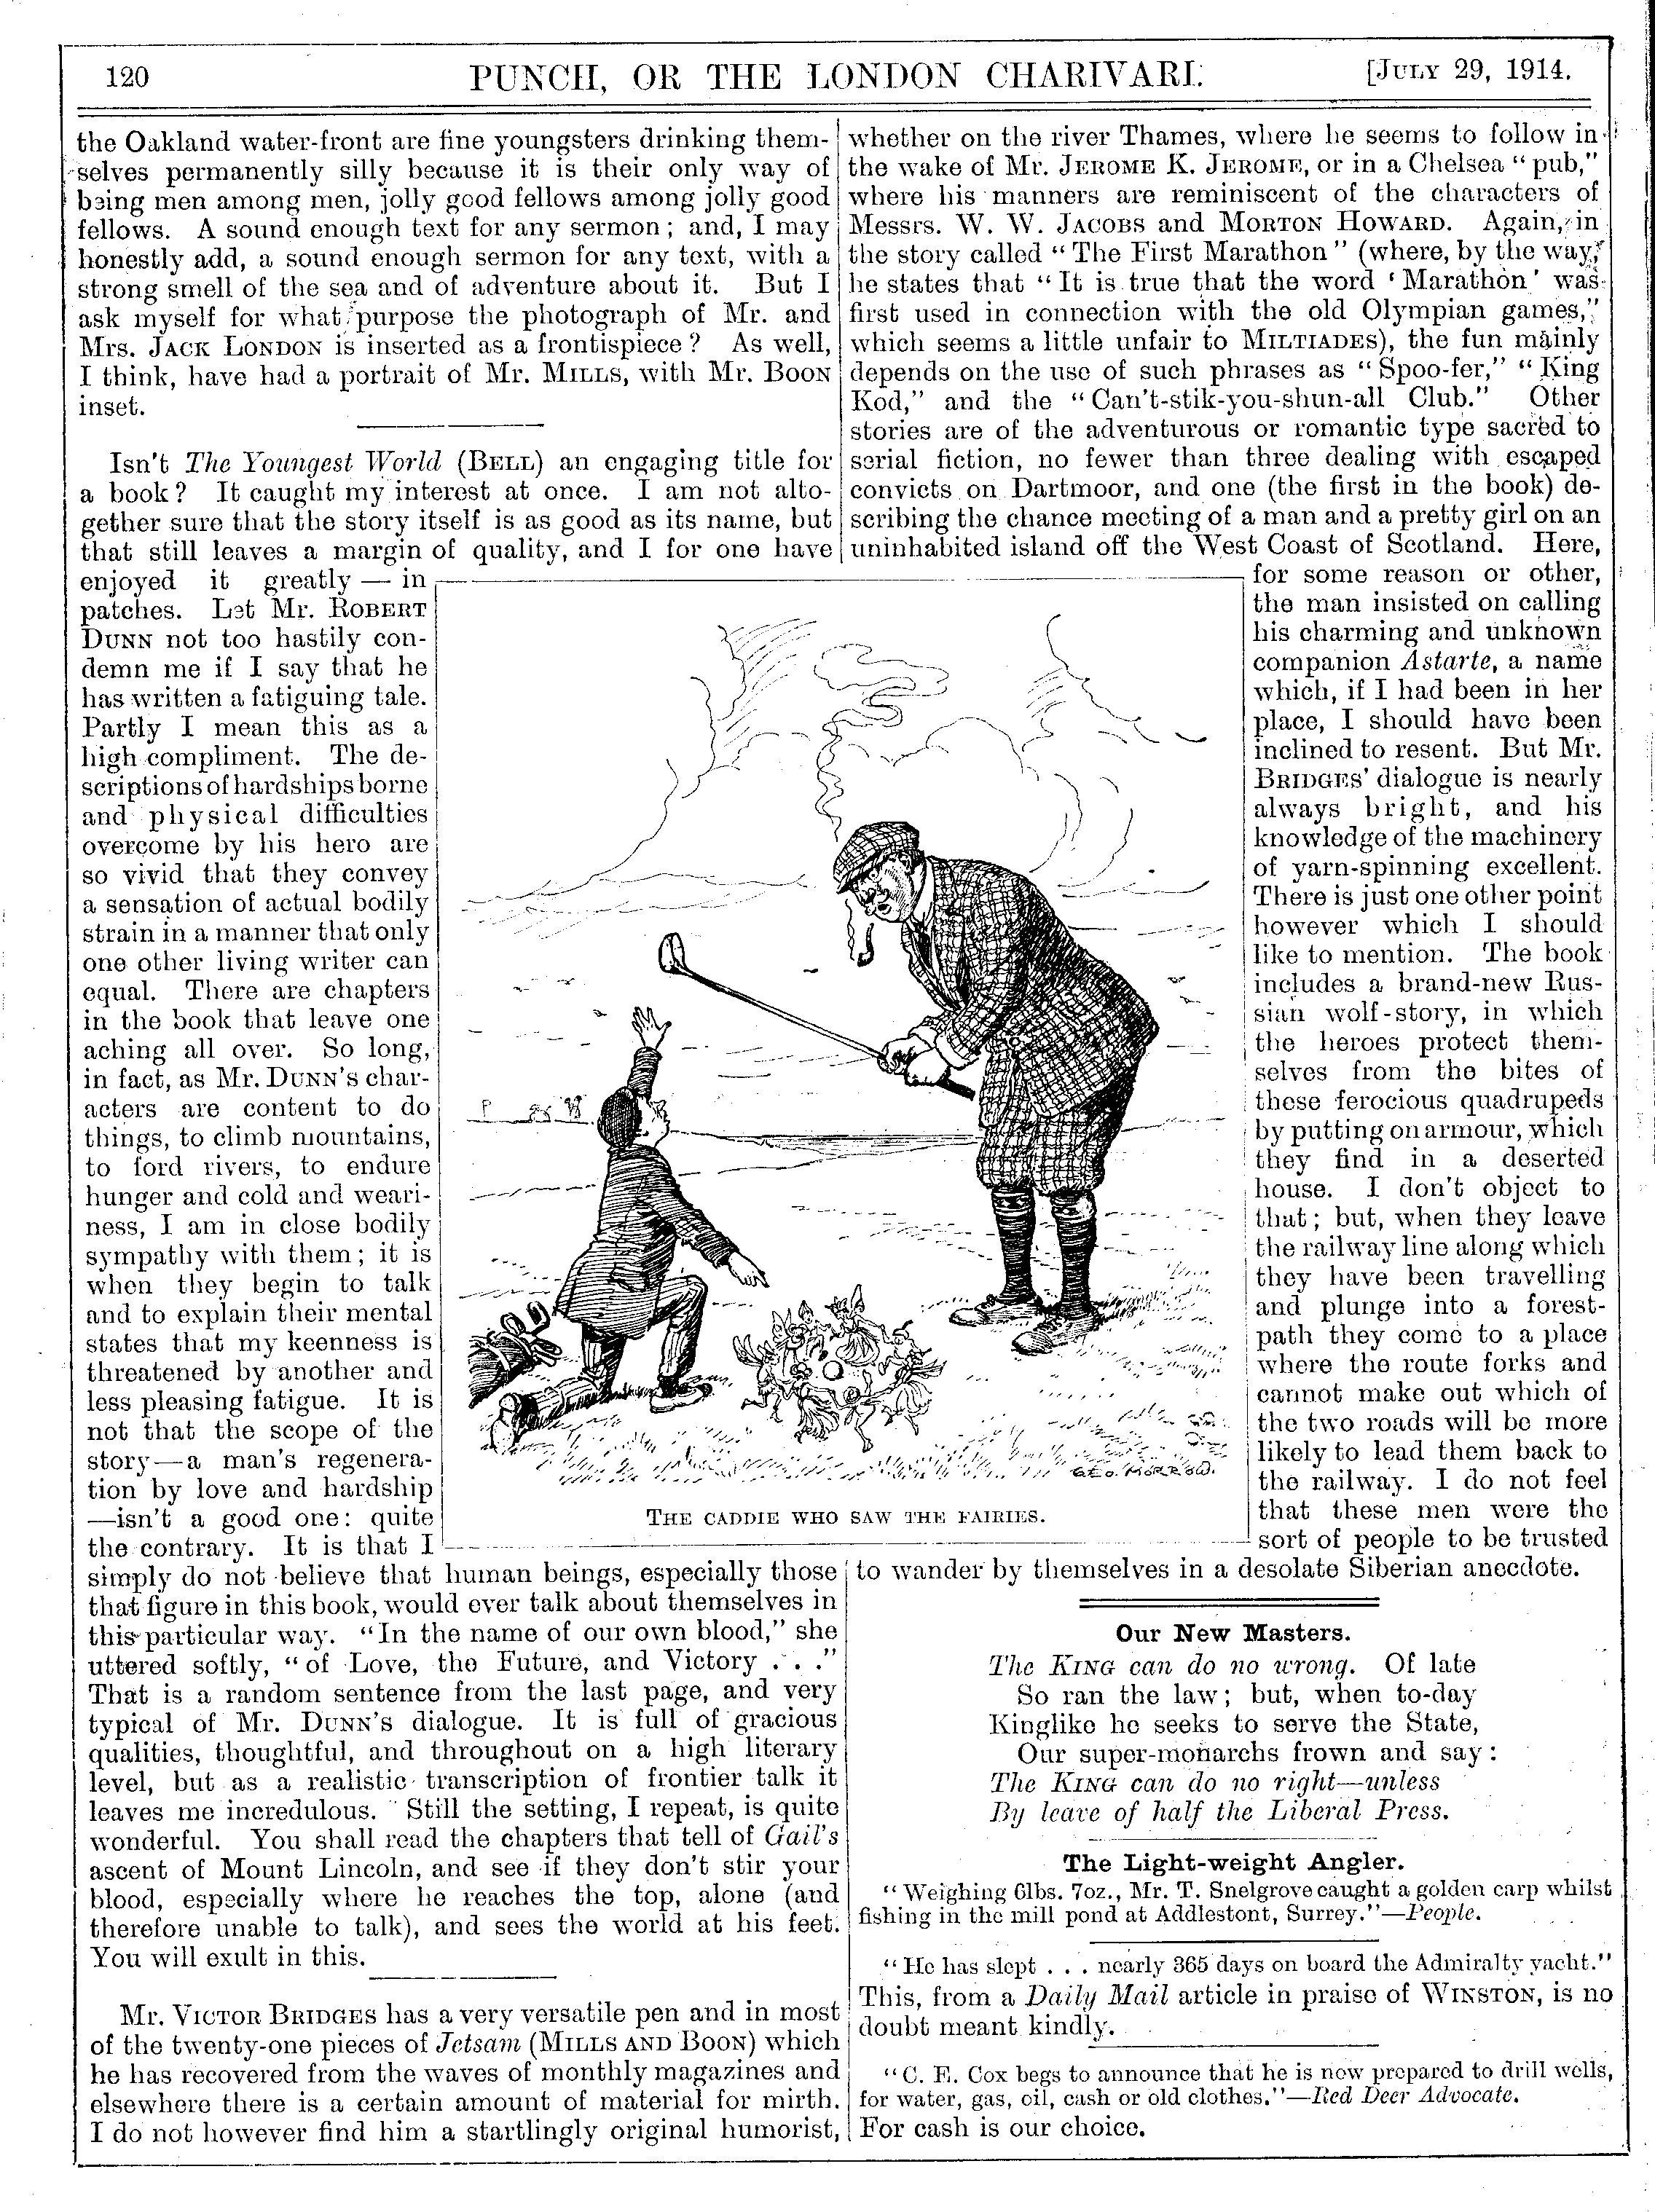 120
PUNCH, OR THE LONDON CHARIVARI.
[JULY 29, 1914.
the Oakland water-front are fine youngsters drinking them-
selves permanently silly because it is their only way of
being men among men, jolly good fellows among jolly good
fellows. A sound enough text for any sermon; and, I may
honestly add, a sound enough sermon for any text, with a
strong smell of the sea and of adventure about it. But I
ask myself for what purpose the photograph of Mr. and
Mrs. JACK LONDON is inserted as a frontispiece? As well,
I think, have had a portrait of Mr. MILLS, with Mr. BOON
inset.
Isn't The Youngest World (BELL) an engaging title for
a book? It caught my interest at once. I am not alto-
gether sure that the story itself is as good as its name, but
that still leaves a margin of quality, and I for one have
enjoyed it greatly — in
patches. Let Mr. ROBERT
DUNN not too hastily con-
demn me if I say that he
has written a fatiguing tale.
Partly I mean this as a
high compliment. The de-
scriptions of hardships borne
and physical difficulties
overcome by his hero are
so vivid that they convey
a sensation of actual bodily
strain in a manner that only
one other living writer can
equal. There are chapters
in the book that leave one
aching all over. So long,
in fact, as Mr. DUNN'S char-
acters are content to do
things, to climb mountains,
to ford rivers, to endure
hunger and cold and weari-
ness, I am in close bodily
sympathy with them; it is
when they begin to talk
and to explain their mental
states that my keenness is
threatened by another and
less pleasing fatigue. It is
not that the scope of the
story—a man's regenera-
tion by love and hardship
—isn't a good one: quite
the contrary. It is that I
simply do not believe that human beings, especially those
that figure in this book, would ever talk about themselves in
this particular way. "In the name of our own blood," she
uttered softly, "of Love, the Future, and Victory . . ."
That is a random sentence from the last page, and very
typical of Mr. DUNN'S dialogue. It is full of gracious
qualities, thoughtful, and throughout on a high literary
level, but as a realistic transcription of frontier talk it
leaves me incredulous. Still the setting, I repeat, is quite
wonderful. You shall read the chapters that tell of Gail's
ascent of Mount Lincoln, and see if they don't stir your
blood, especially where he reaches the top, alone (and
therefore unable to talk), and sees the world at his feet.
You will exult in this.
Mr. VICTOR BRIDGES has a very versatile pen and in most
of the twenty-one pieces of Jetsam (MILLS AND BOON) which
he has recovered from the waves of monthly magazines and
elsewhere there is a certain amount of material for mirth.
I do not however find him a startlingly original humorist,
whether on the river Thames, where he seems to follow in
the wake of Mr. JEROME K. JEROME, or in a Chelsea "pub,"
where his manners are reminiscent of the characters of
Messrs. W. W. JACOBS and MORTON HOWARD. Again, in
the story called "The First Marathon" (where, by the way,
he states that "It is true that the word 'Marathon' was
first used in connection with the old Olympian games,"
which seems a little unfair to MILTIADES), the fun mainly
depends on the use of such phrases as "Spoo-fer," "King
Kod," and the "Can't-stik-you-shun-all Club." Other
stories are of the adventurous or romantic type sacred to
serial fiction, no fewer than three dealing with escaped
convicts on Dartmoor, and one (the first in the book) de-
scribing the chance meeting of a man and a pretty girl on an
uninhabited island off the West Coast of Scotland. Here,
for some reason or other,
the man insisted on calling
his charming and unknown
companion Astarte, a name
which, if I had been in her
place, I should have been
inclined to resent. But Mr.
BRIDGES' dialogue is nearly
always bright, and his
knowledge of the machinery
of yarn-spinning excellent.
There is just one other point
however which I should
like to mention. The book
includes a brand-new Rus-
sian wolf-story, in which
the heroes protect them-
selves from the bites of
these ferocious quadrupeds
by putting on armour, which
they find in a deserted
house. I don't object to
that; but, when they leave
the railway line along which
they have been travelling
and plunge into a forest-
path they come to a place
where the route forks and
cannot make out which of
the two roads will be more
likely to lead them back to
the railway. I do not feel
that these men were the
sort of people to be trusted
to wander by themselves in a desolate Siberian anecdote.
GEO. MORROW.
THE CADDIE WHO SAW THE FAIRIES.
Our New Masters.
The KING can do no wrong. Of late
So ran the law; but, when to-day
Kinglike he seeks to serve the State,
Our super-monarchs frown and say:
The KING can do no right—unless
By leave of half the Liberal Press.
The Light-weight Angler.
"Weighing 6lbs. 7oz., Mr. T. Snelgrove caught a golden carp whilst
fishing in the mill pond at Addlestont, Surrey."—People.
"He has slept . . . nearly 365 days on board the Admiralty yacht."
This, from a Daily Mail article in praise of WINSTON, is no
doubt meant kindly.
"C. E. Cox begs to announce that he is now prepared to drill wells,
for water, gas, oil, cash or old clothes."—Red Deer Advocate.
For cash is our choice.